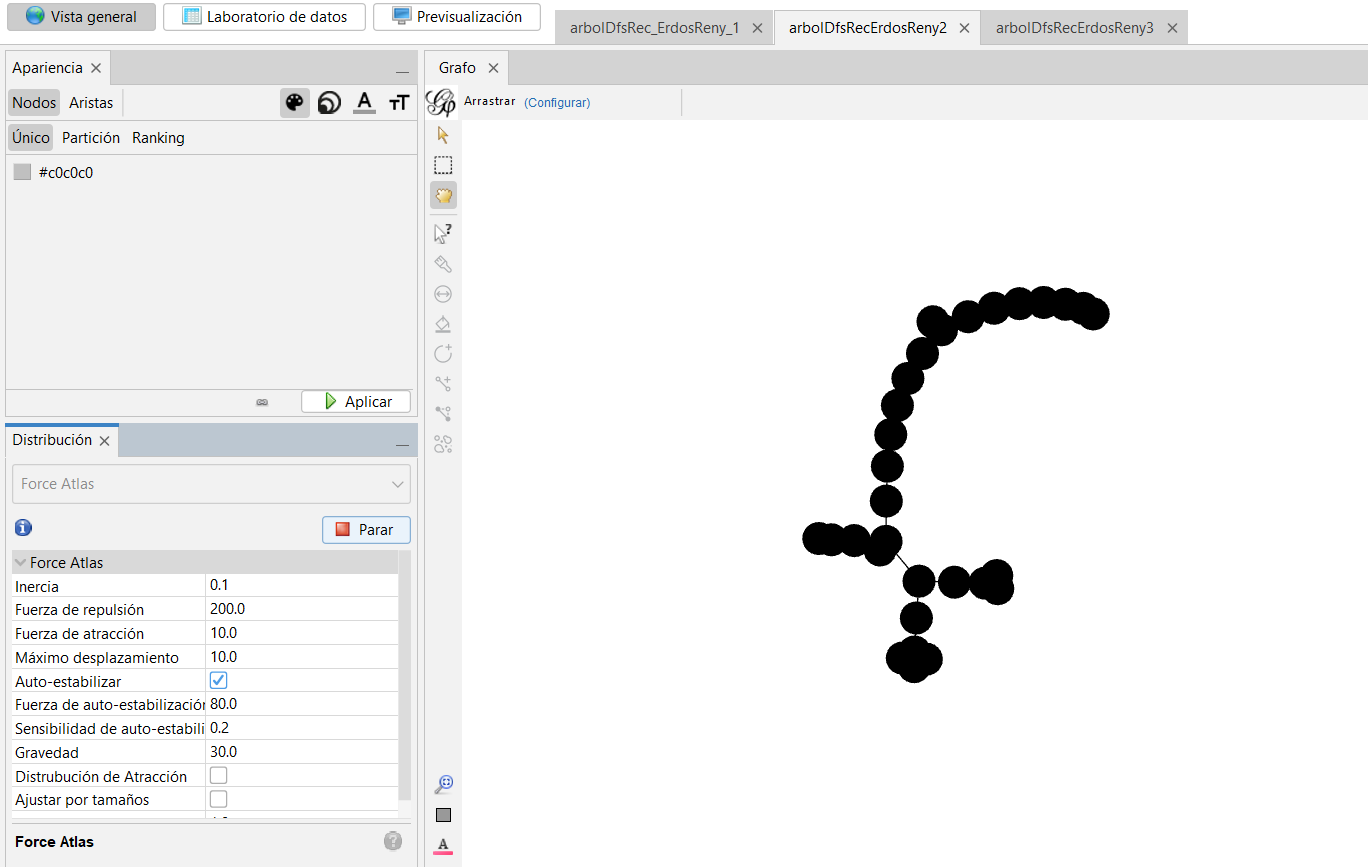 Vista general
Laboratorio de datos
Previsualización
arbolDfsRec_ErdosReny_1
arbolDfsRecErdosReny2
arbolDfsRecErdosReny3
Apariencia
Grafo
Nodos Aristas
A
TT
Arrastrar (Configurar)
Único Partición Ranking
#c0c0c0
Aplicar
Distribución
Force Atlas
Parar
Force Atlas
Inercia 0.1
Fuerza de repulsión 200.0
Fuerza de atracción 10.0
Máximo desplazamiento 10.0
Auto-estabilizar
Fuerza de auto-estabilización 80.0
Sensibilidad de auto-estabili 0.2
Gravedad 30.0
Distrubución de Atracción
Ajustar por tamaños
Force Atlas
?
A